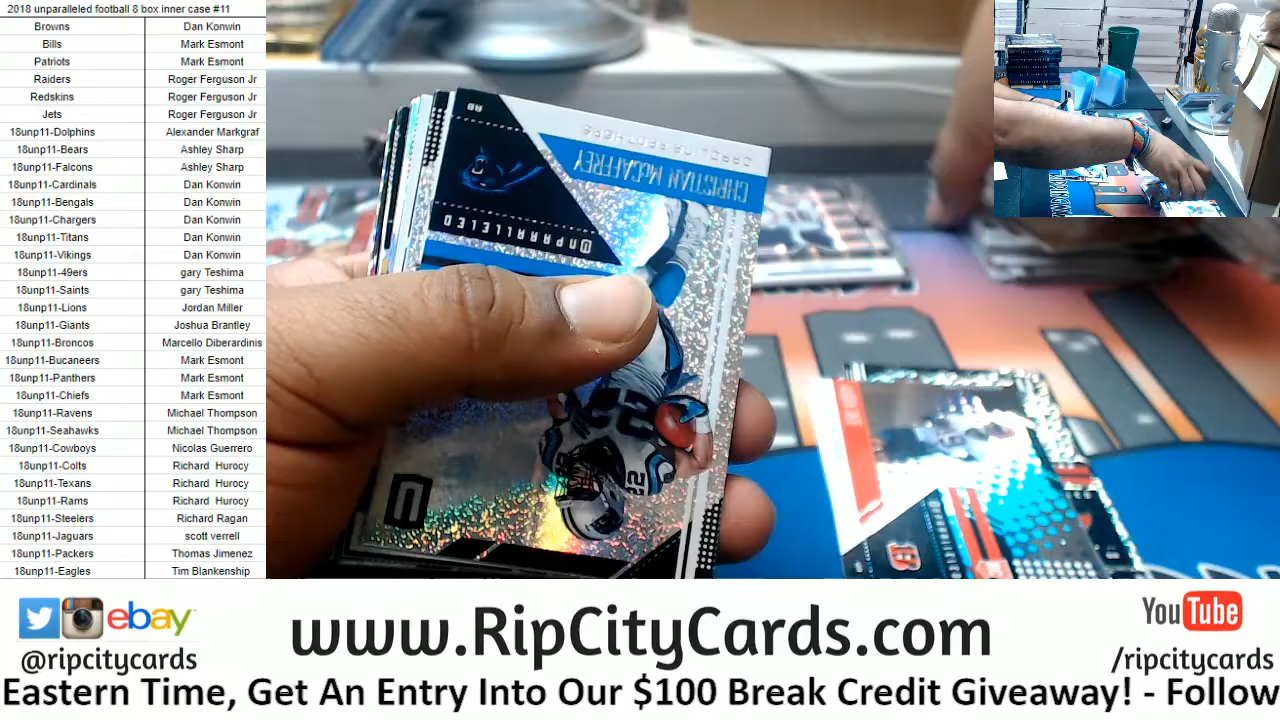 2018 unparalleled football 8 box inner case #11
Browns Dan Konwin
Bills Mark Esmont
Patriots Mark Esmont
Raiders Roger Ferguson Jr
Redskins Roger Ferguson Jr
Jets Roger Ferguson Jr
18unp11-Dolphins Alexander Markgraf
18unp11-Bears Ashley Sharp
18unp11-Falcons Ashley Sharp
18unp11-Cardinals Dan Konwin
18unp11-Bengals Dan Konwin
18unp11-Chargers Dan Konwin
18unp11-Titans Dan Konwin
18unp11-Vikings Dan Konwin
18unp11-49ers gary Teshima
18unp11-Saints gary Teshima
18unp11-Lions Jordan Miller
18unp11-Giants Joshua Brantley
18unp11-Broncos Marcello Diberardinis
18unp11-Bucaneers Mark Esmont
18unp11-Panthers Mark Esmont
18unp11-Chiefs Mark Esmont
18unp11-Ravens Michael Thompson
18unp11-Seahawks Michael Thompson
18unp11-Cowboys Nicolas Guerrero
18unp11-Colts Richard Hurocy
18unp11-Texans Richard Hurocy
18unp11-Rams Richard Hurocy
18unp11-Steelers Richard Ragan
18unp11-Jaguars scott verrell
18unp11-Packers Thomas Jimenez
18unp11-Eagles Tim Blankenship
RB
CAROLINA PANTHERS
CHRISTIAN McCAFFREY
UNPARALLELED
22
22
U
ebay
@ripcitycards
www.RipCityCards.com
YouTube
/ripcitycards
Eastern Time, Get An Entry Into Our $100 Break Credit Giveaway! - Follow